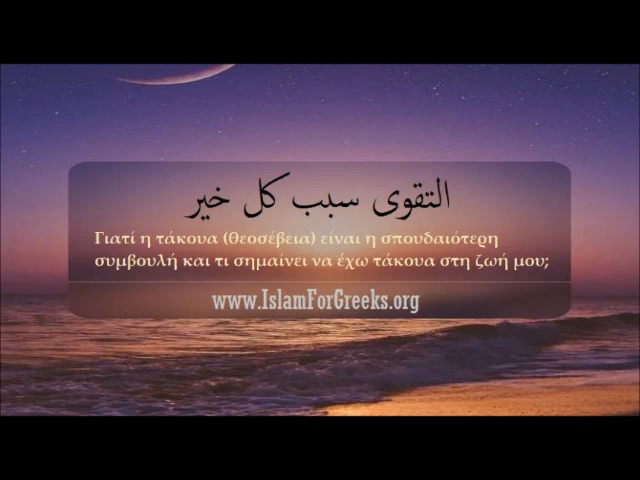 التقوى سبب كل خير
Γιατί η τάκουα (θεοσέβεια) είναι η σπουδαιότερη
συμβουλή και τι σημαίνει να έχω τάκουα στη ζωή μου;
www.IslamForGreeks.org